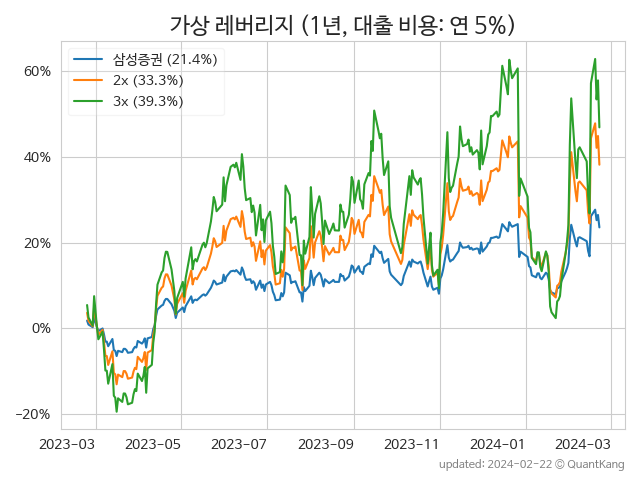 가상 레버리지 (1년, 대출 비용: 연 5%)
삼성증권 (21.4%)
2x (33.3%)
3x (39.3%)
60%
40%
20%
0%
−20%
2023-03 2023-05 2023-07 2023-09 2023-11 2024-01 2024-03
updated: 2024-02-22 © QuantKang